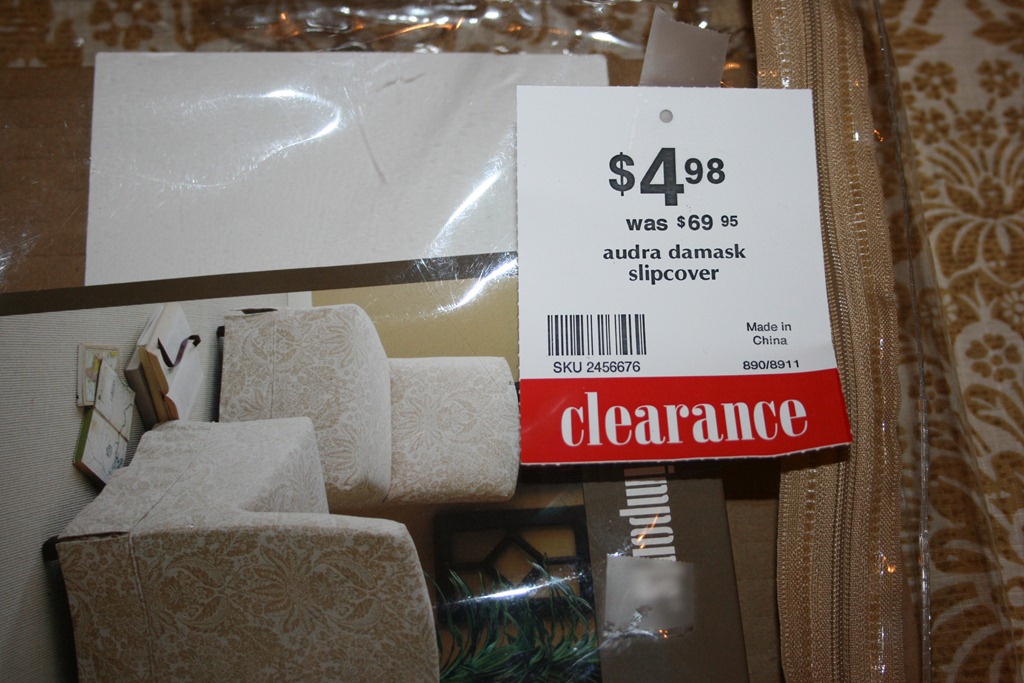 $4 98
was $69 95
audra damask
slipcover
Made in
China
SKU 2456676
890/8911
clearance